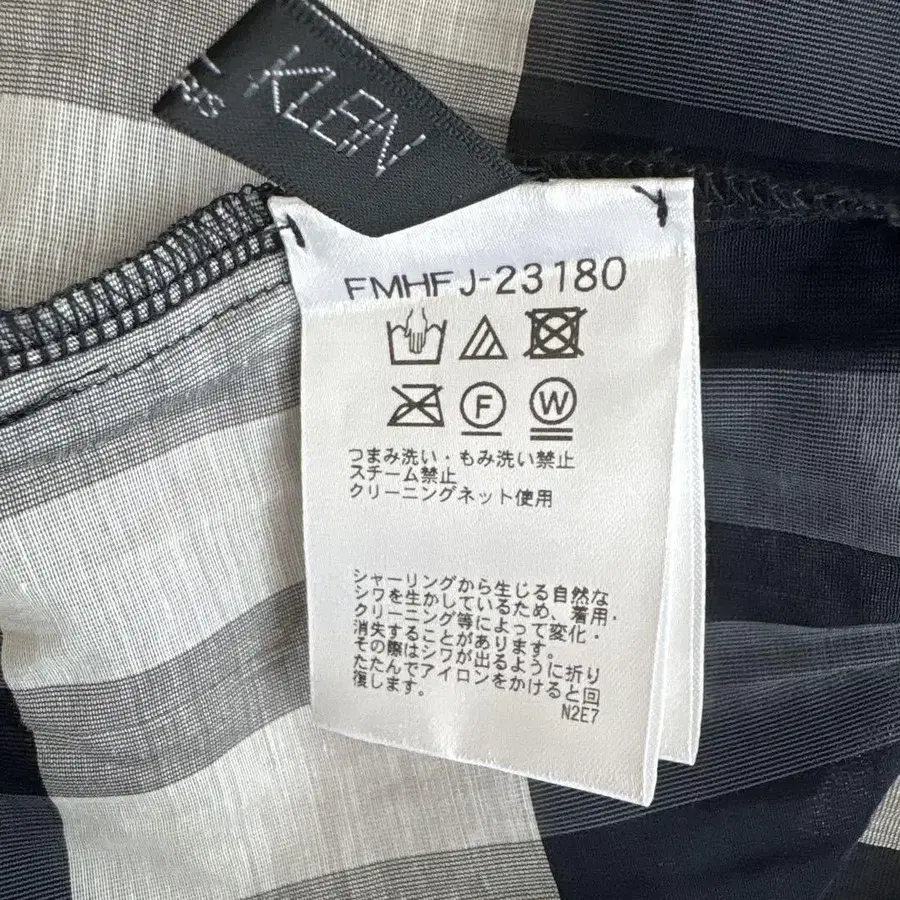 KLEIN
FMHFJ-23180
F W
つまみ洗い・もみ洗い禁止
スチーム禁止
クリーニングネット使用
シャーリングから生じる自然な
シワを生かしているため、着用・
クリーニング等によって変化・
消失することがあります。
その際はシワが出るように折り
たたんでアイロンをかけると回
復します。
N2E7